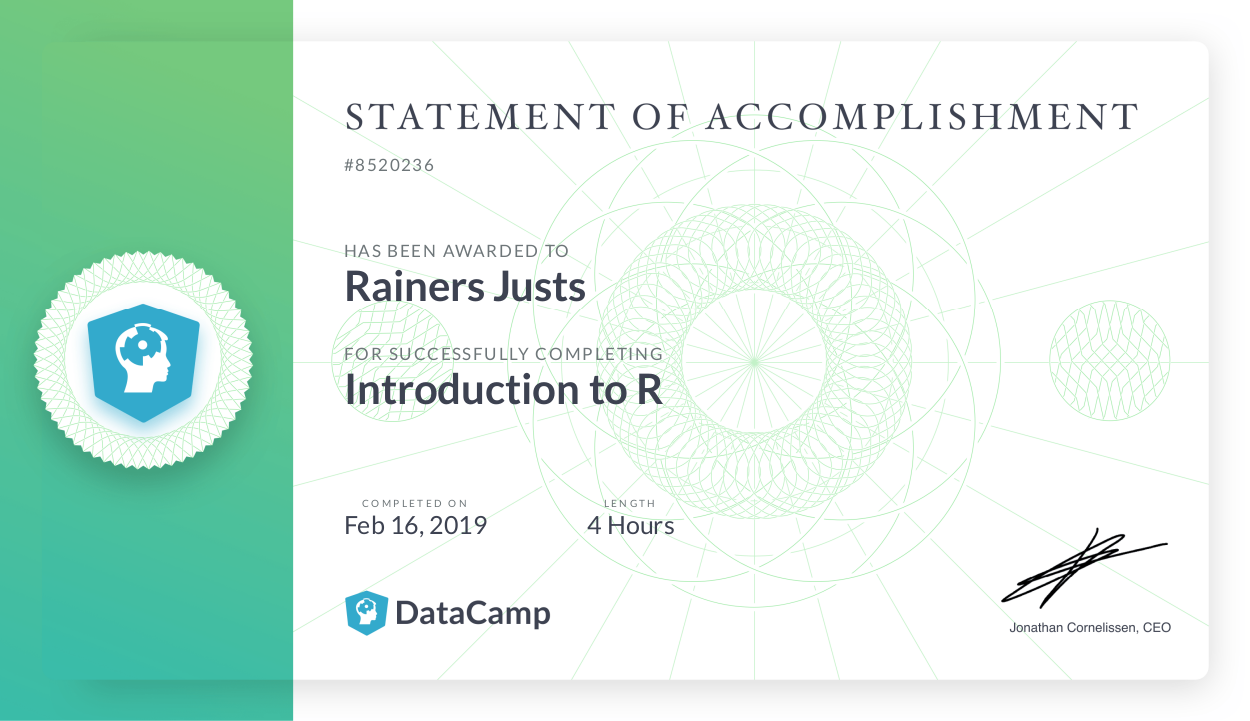 STATEMENT OF ACCOMPLISHMENT
#8520236
HAS BEEN AWARDED TO
Rainers Justs
FOR SUCCESSFULLY COMPLETING
Introduction to R
COMPLETED ON
Feb 16, 2019
LENGTH
4 Hours
DataCamp
Jonathan Cornelissen, CEO